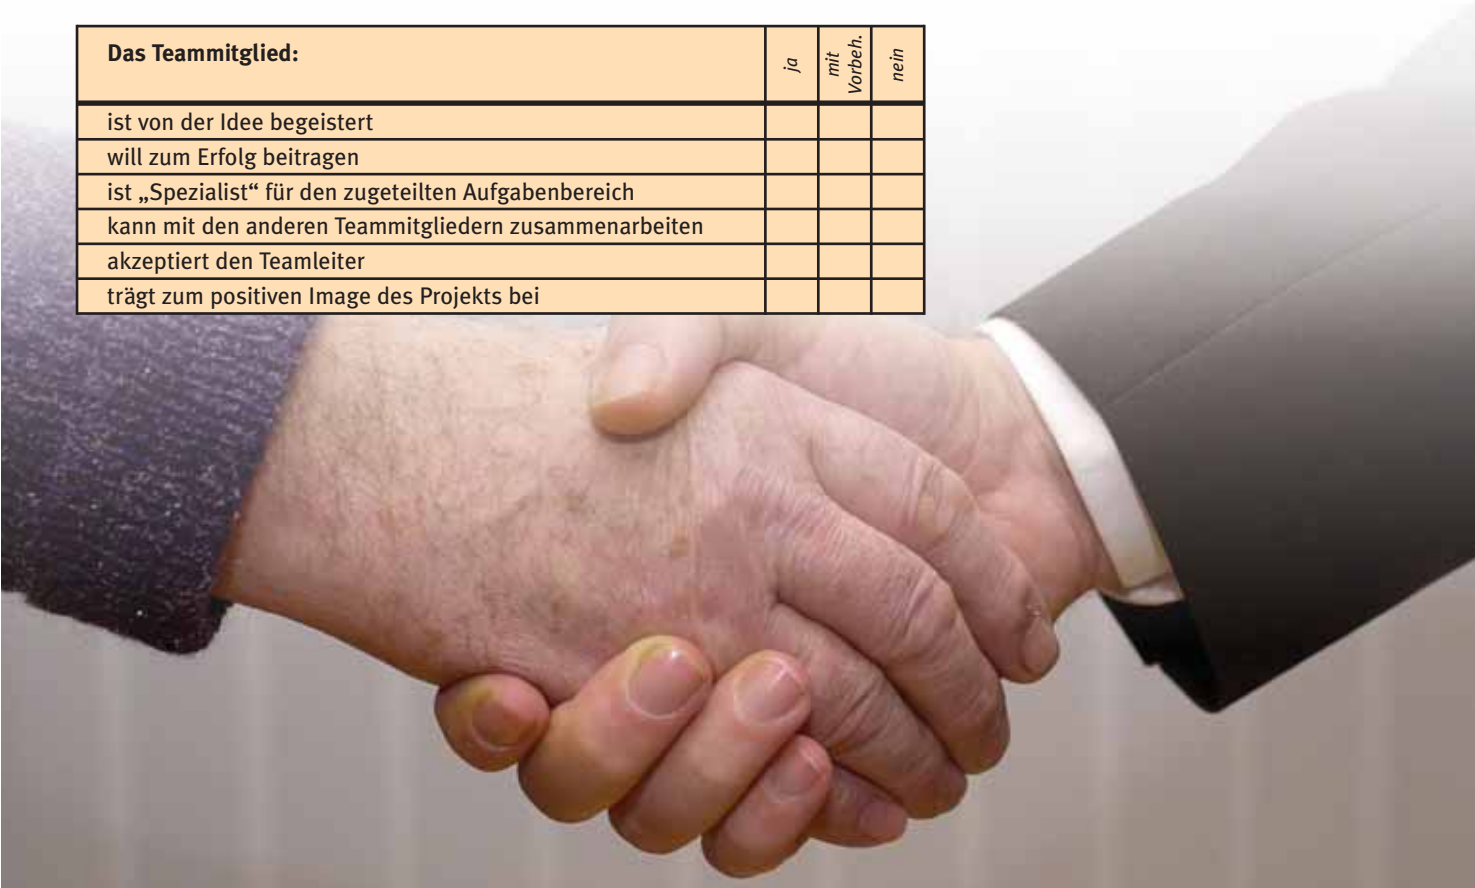 Das Teammitglied:
ja
mit
Vorbeh.
nein
ist von der Idee begeistert
will zum Erfolg beitragen
ist „Spezialist“ für den zugeteilten Aufgabenbereich
kann mit den anderen Teammitgliedern zusammenarbeiten
akzeptiert den Teamleiter
trägt zum positiven Image des Projekts bei